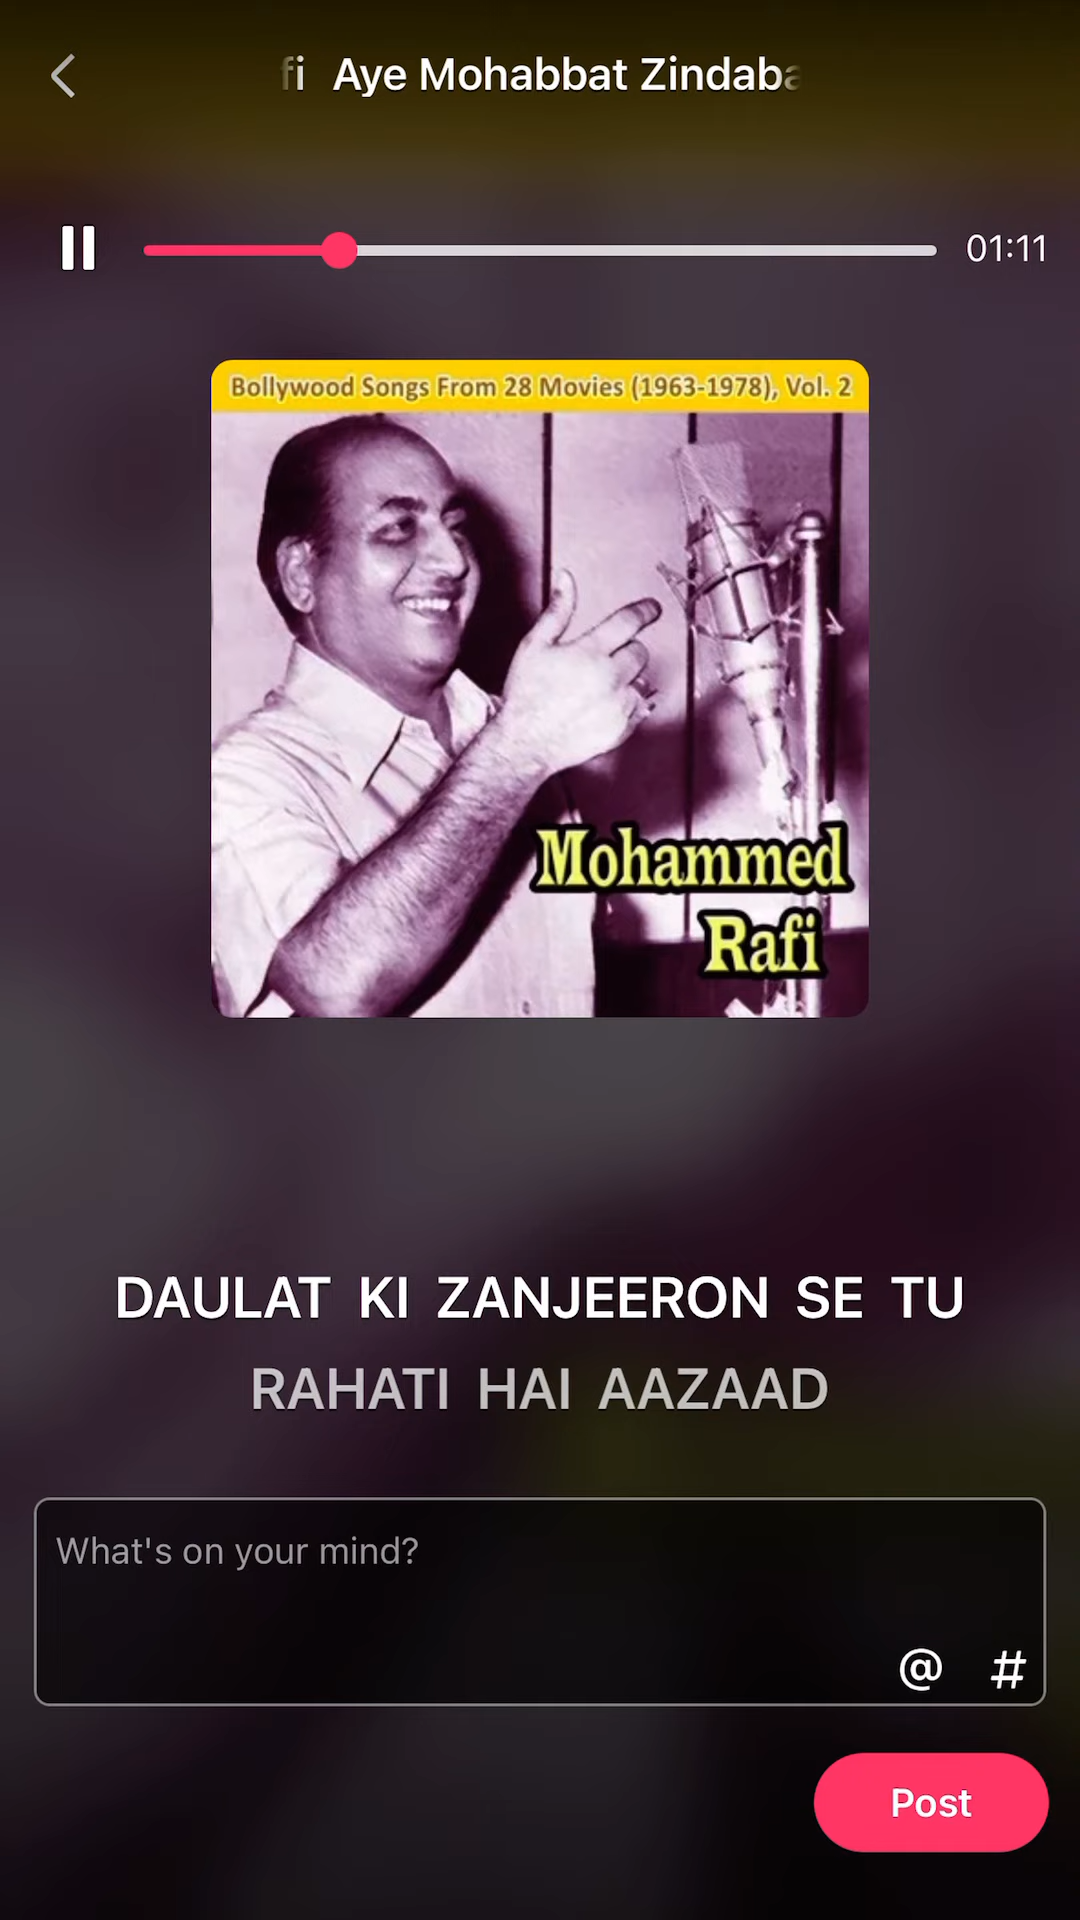 fi Aye Mohabbat Zindaba
01:11
Bollywood Songs From 28 Movies (1963-1978), Vol. 2
Mohammed
Rafi
DAULAT KI ZANJEERON SE TU
RAHATI HAI AAZAAD
What's on your mind?
@ #
Post